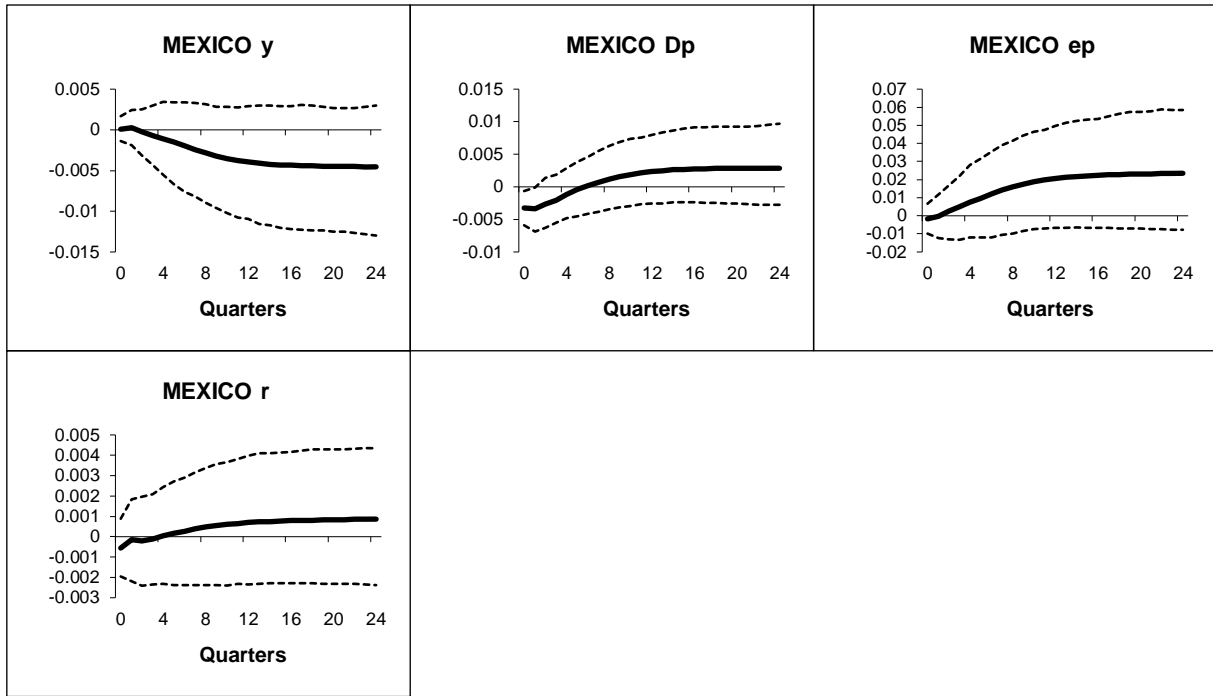 MEXICO y
0.005
0
-0.005
-0.01
-0.015
0 4 8 12 16 20 24
Quarters
MEXICO Dp
0.015
0.01
0.005
0
-0.005
-0.01
0 4 8 12 16 20 24
Quarters
MEXICO ep
0.07
0.06
0.05
0.04
0.03
0.02
0.01
0
-0.01
-0.02
0 4 8 12 16 20 24
Quarters
MEXICO r
0.005
0.004
0.003
0.002
0.001
0
-0.001
-0.002
-0.003
0 4 8 12 16 20 24
Quarters